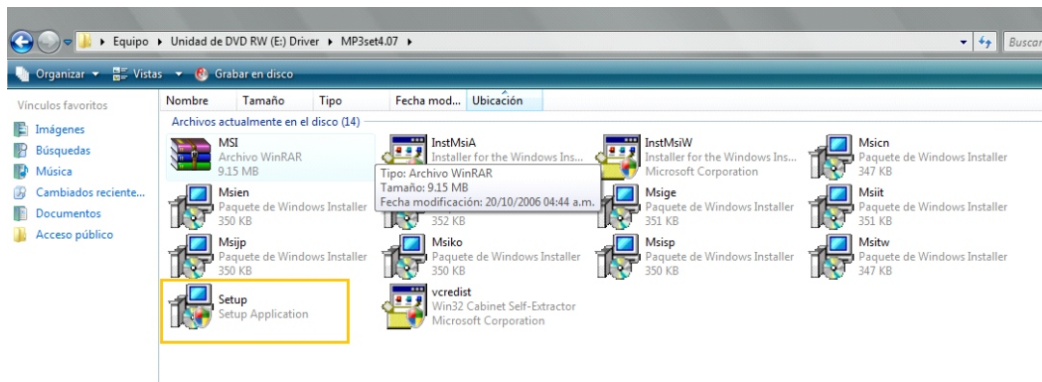 Equipo ▸ Unidad de DVD RW (E:) Driver ▸ MP3set4.07 ▸
Buscar
Organizar Vistas Grabar en disco
Vínculos favoritos
Imágenes
Búsquedas
Música
Cambiados reciente...
Documentos
Acceso público
Nombre Tamaño Tipo Fecha mod... Ubicación
Archivos actualmente en el disco (14)
MSI
Archivo WinRAR
9.15 MB
InstMsiA
Installer for the Windows Ins...
InstMsiW
Installer for the Windows Ins...
Microsoft Corporation
Msicn
Paquete de Windows Installer
347 KB
Tipo: Archivo WinRAR
Tamaño: 9.15 MB
Fecha modificación: 20/10/2006 04:44 a.m.
Msien
Paquete de Windows Installer
350 KB
352 KB
Msige
Paquete de Windows Installer
351 KB
Msiit
Paquete de Windows Installer
351 KB
Msijp
Paquete de Windows Installer
350 KB
Msiko
Paquete de Windows Installer
350 KB
Msisp
Paquete de Windows Installer
350 KB
Msitw
Paquete de Windows Installer
347 KB
Setup
Setup Application
vcredist
Win32 Cabinet Self-Extractor
Microsoft Corporation